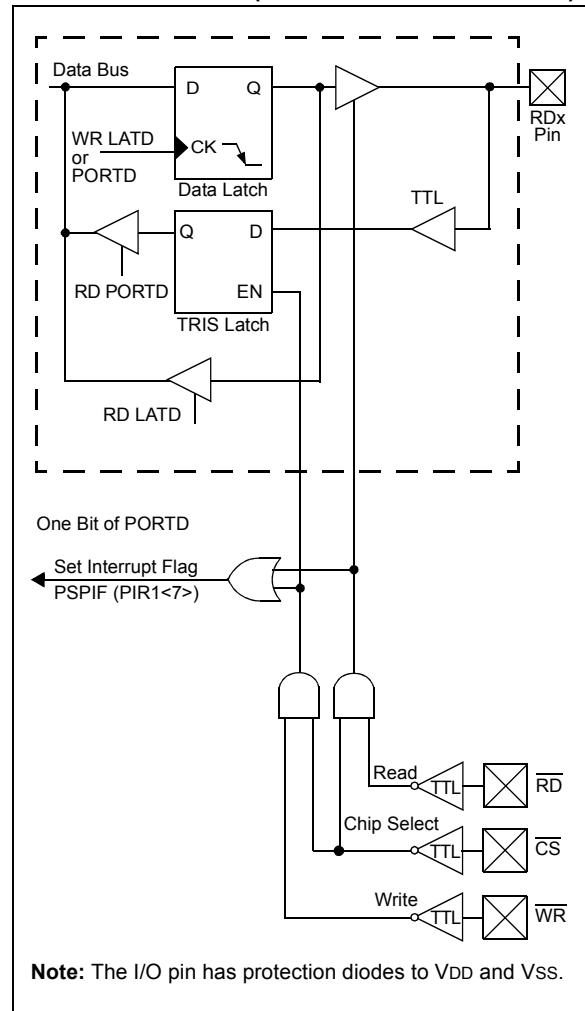 Data Bus
D Q
RDx
Pin
WR LATD
or
PORTD
CK
Data Latch
TTL
Q D
RD PORTD
EN
TRIS Latch
RD LATD
One Bit of PORTD
Set Interrupt Flag
PSPIF (PIR1<7>)
Read
TTL
RD
Chip Select
TTL
CS
Write
TTL
WR
Note: The I/O pin has protection diodes to VDD and VSS.